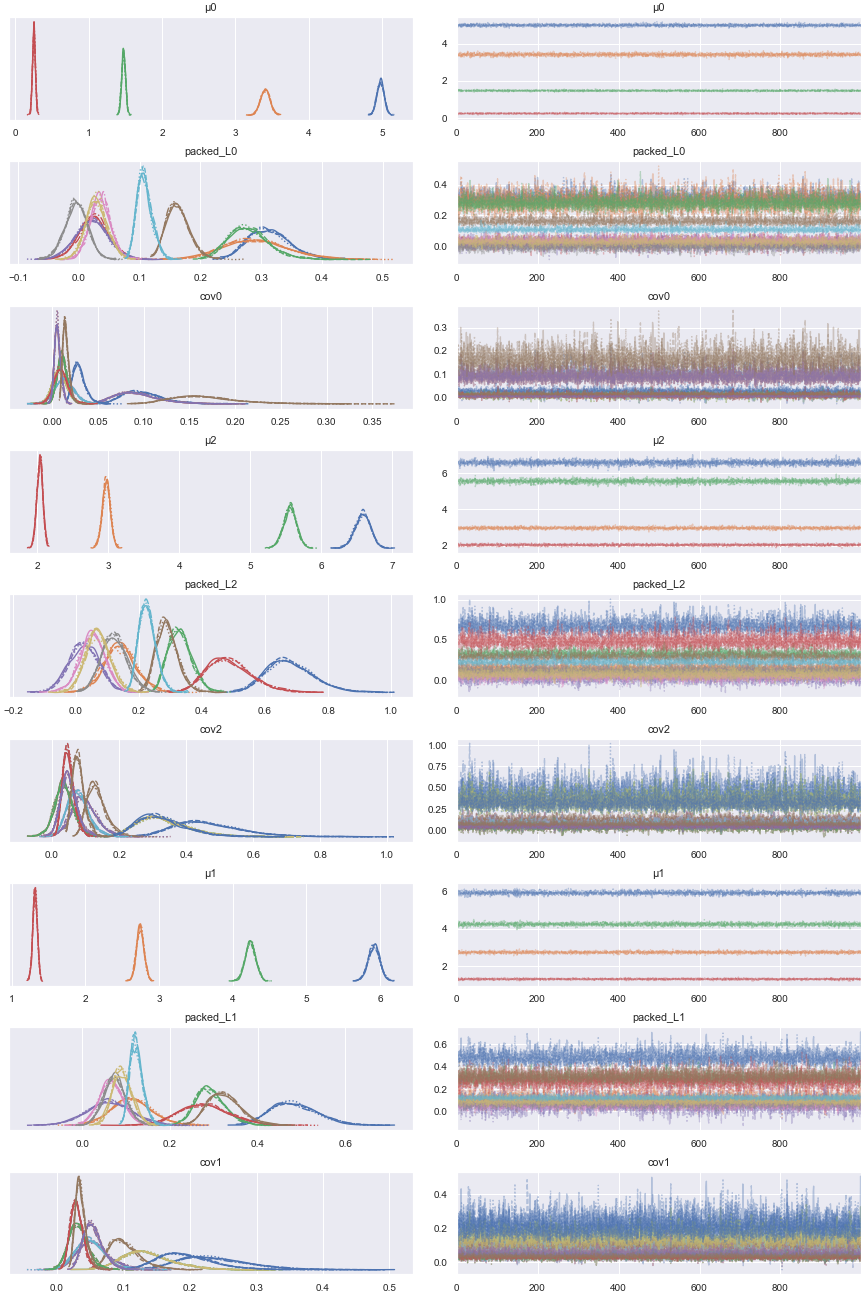 μ0 μ0
4
2
0
0 1 2 3 4 5 0 200 400 600 800
packed_L0 packed_L0
0.4
0.2
0.0
−0.1 0.0 0.1 0.2 0.3 0.4 0.5 0 200 400 600 800
cov0 cov0
0.3
0.2
0.1
0.0
0.00 0.05 0.10 0.15 0.20 0.25 0.30 0.35 0 200 400 600 800
μ2 μ2
6
4
2
2 3 4 5 6 7 0 200 400 600 800
packed_L2 packed_L2
1.0
0.5
0.0
−0.2 0.0 0.2 0.4 0.6 0.8 1.0 0 200 400 600 800
cov2 cov2
1.00
0.75
0.50
0.25
0.00
0.0 0.2 0.4 0.6 0.8 1.0 0 200 400 600 800
μ1 μ1
6
4
2
1 2 3 4 5 6 0 200 400 600 800
packed_L1 packed_L1
0.6
0.4
0.2
0.0
0.0 0.2 0.4 0.6 0 200 400 600 800
cov1 cov1
0.4
0.2
0.0
0.0 0.1 0.2 0.3 0.4 0.5 0 200 400 600 800